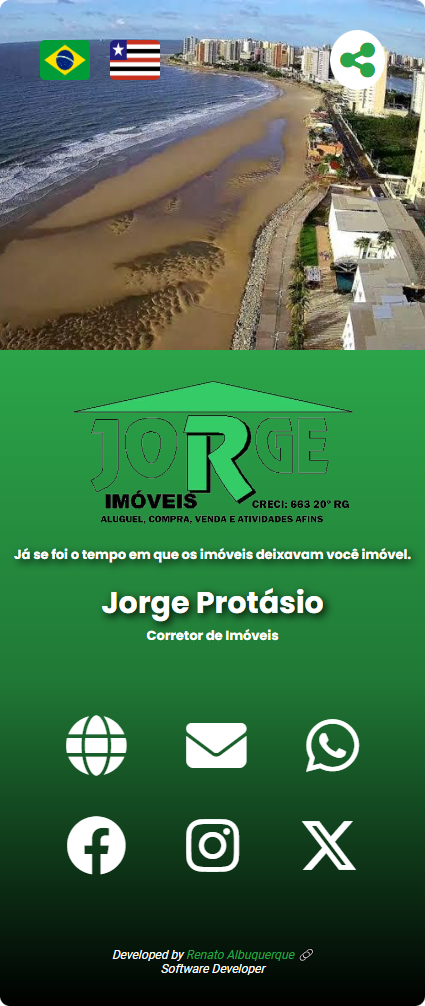 JORGE
IMÓVEIS
CRECI: 663 20º RG
ALUGUEL, COMPRA, VENDA E ATIVIDADES AFINS
Já se foi o tempo em que os imóveis deixavam você imóvel.
Jorge Protásio
Corretor de Imóveis
Developed by Renato Albuquerque
Software Developer